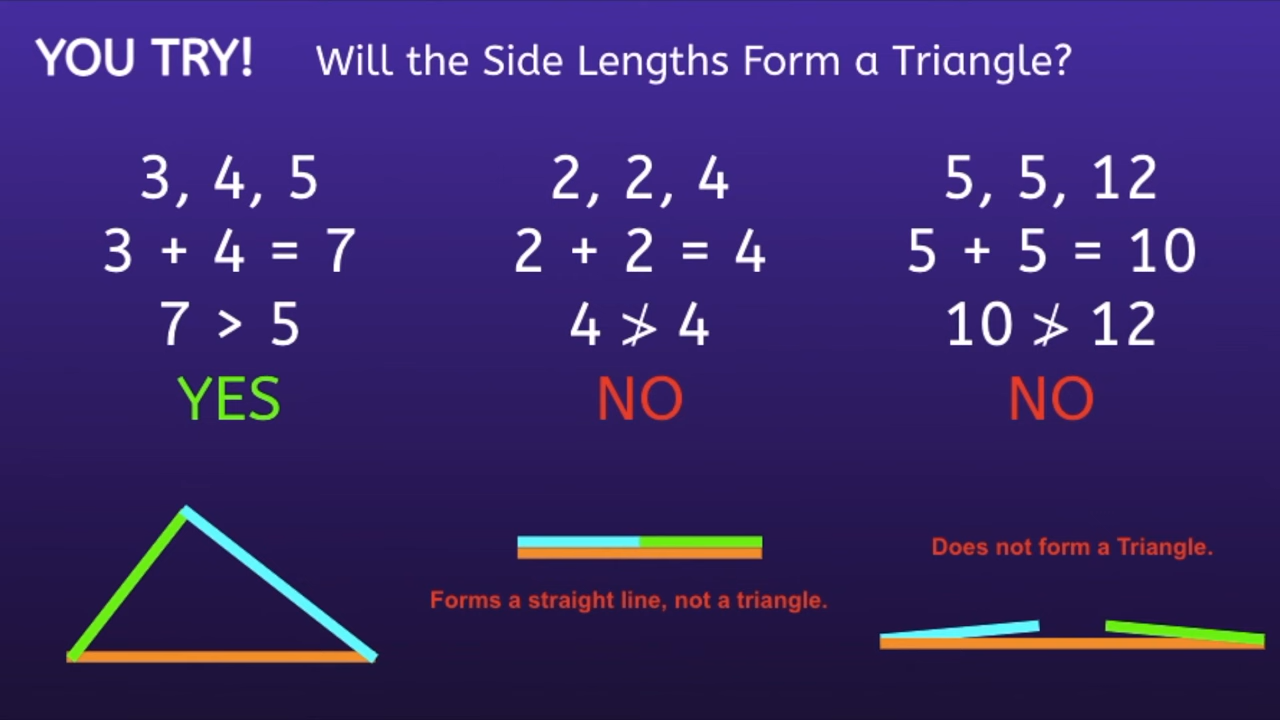 YOU TRY! Will the Side Lengths Form a Triangle?
3, 4, 5
3 + 4 = 7
7 > 5
YES
2, 2, 4
2 + 2 = 4
4 ≯ 4
NO
Forms a straight line, not a triangle.
5, 5, 12
5 + 5 = 10
10 ≯ 12
NO
Does not form a Triangle.